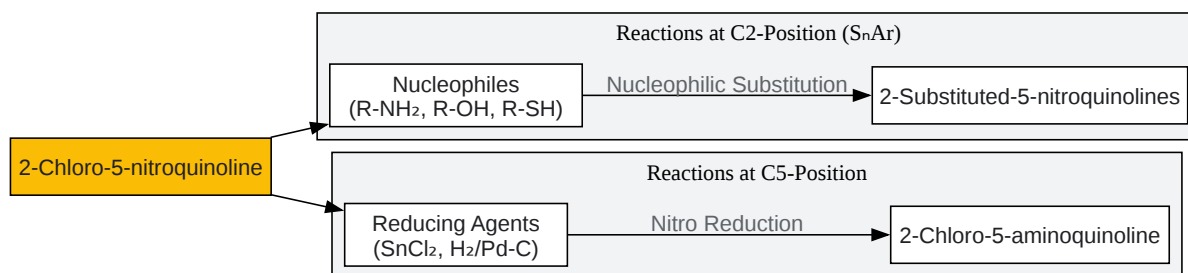 Reactions at C2-Position (SₙAr)
Nucleophiles
(R-NH₂, R-OH, R-SH)
Nucleophilic Substitution
2-Substituted-5-nitroquinolines
2-Chloro-5-nitroquinoline
Reactions at C5-Position
Reducing Agents
(SnCl₂, H₂/Pd-C)
Nitro Reduction
2-Chloro-5-aminoquinoline